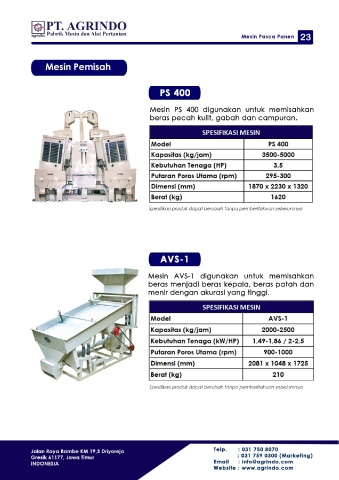 PT. AGRINDO
Pabrik Mesin dan Alat Pertanian
agrindo
Mesin Pasca Panen 23
Mesin Pemisah
PS 400
Mesin PS 400 digunakan untuk memisahkan
beras pecah kulit, gabah dan campuran.
SPESIFIKASI MESIN
Model PS 400
Kapasitas (kg/jam) 3500-5000
Kebutuhan Tenaga (HP) 3,5
Putaran Poros Utama (rpm) 295-300
Dimensi (mm) 1870 x 2230 x 1320
Berat (kg) 1620
Spesifikasi produk dapat berubah tanpa pemberitahuan sebelumnya
AVS-1
Mesin AVS-1 digunakan untuk memisahkan
beras menjadi beras kepala, beras patah dan
menir dengan akurasi yang tinggi.
SPESIFIKASI MESIN
Model AVS-1
Kapasitas (kg/jam) 2000-2500
Kebutuhan Tenaga (kW/HP) 1,49-1,86 / 2-2,5
Putaran Poros Utama (rpm) 900-1000
Dimensi (mm) 2081 x 1048 x 1725
Berat (kg) 210
Spesifikasi produk dapat berubah tanpa pemberitahuan sebelumnya
Jalan Raya Bambe KM 19,3 Driyorejo
Gresik 61177, Jawa Timur
INDONESIA
Telp. : 031 750 8070
: 031 759 0300 (Marketing)
Email : info@agrindo.com
Website : www.agrindo.com